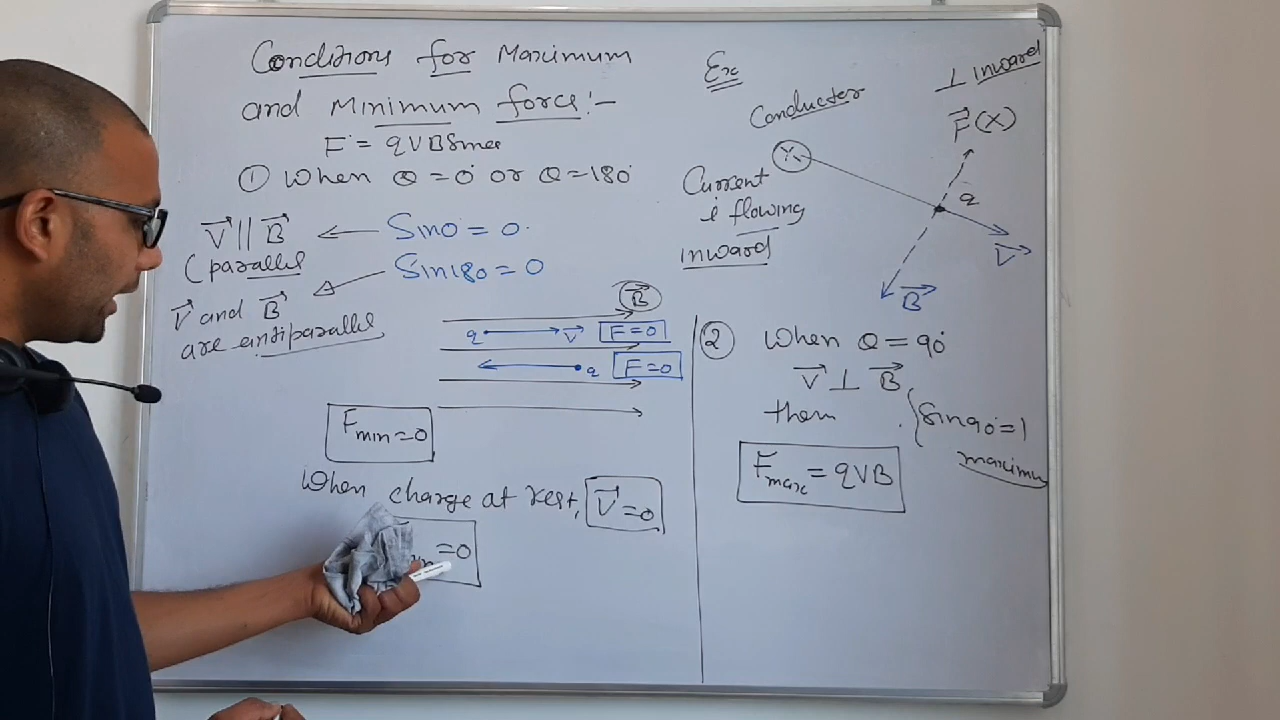 Conditions for Maximum
and Minimum force:-
F = qVB Sinθ
① When θ = 0° or θ = 180°
V⃗ || B⃗ ← Sin0 = 0.
(parallel
Sin180 = 0
V⃗ and B⃗
are antiparallel,
B⃗
q V⃗ F=0
q F=0
Fmin = 0
When charge at rest, V⃗ = 0
= 0
Ex
Conductor
⊥ inward
F⃗ (X)
Current
is flowing
inward
q
V⃗
B⃗
② When θ = 90°
V⃗ ⊥ B⃗,
then { Sin90° = 1
maximum
Fmax = qVB